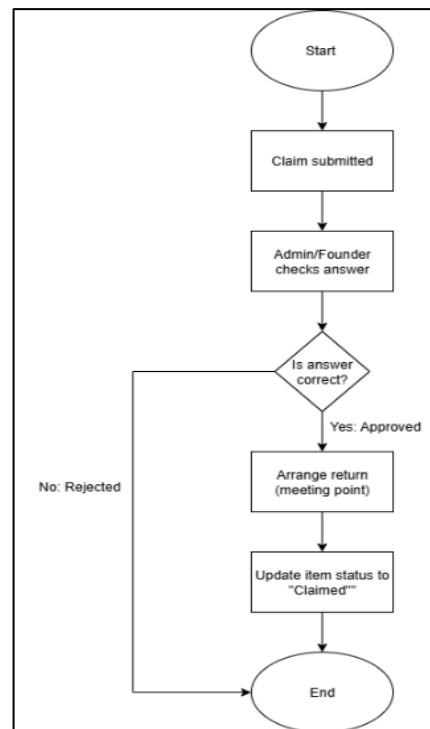 Start
Claim submitted
Admin/Founder
checks answer
Is answer
correct?
Yes: Approved
No: Rejected
Arrange return
(meeting point)
Update item status to
"Claimed""
End